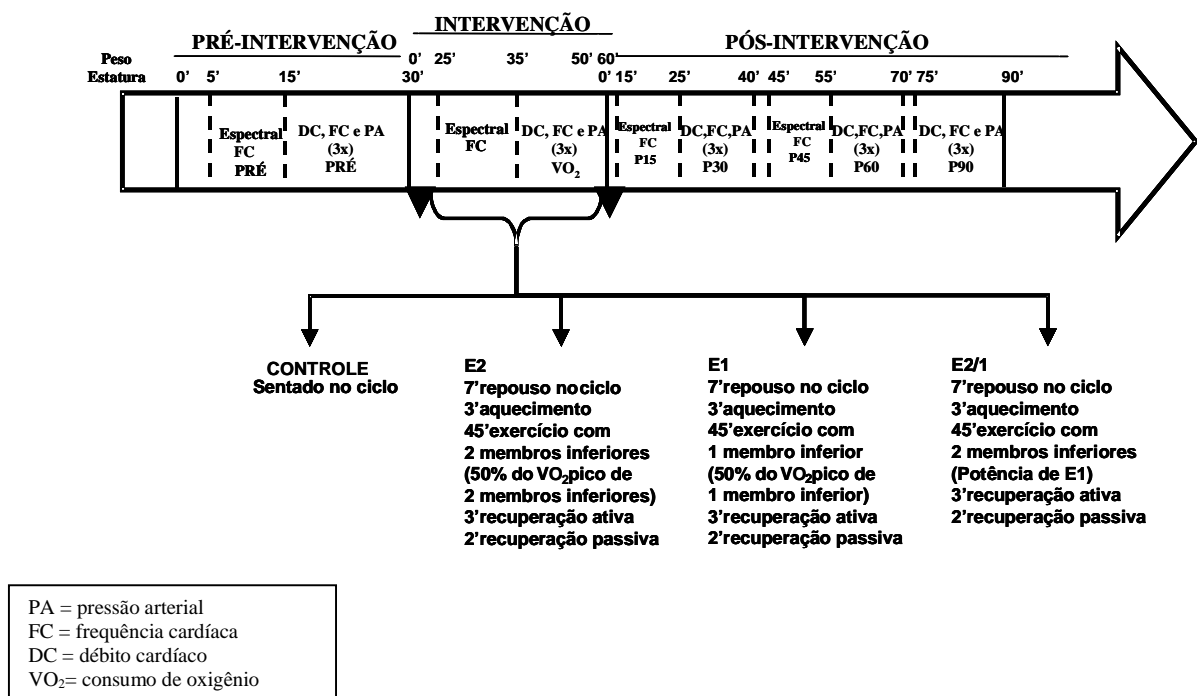 INTERVENÇÃO
PRÉ-INTERVENÇÃO
PÓS-INTERVENÇÃO
Peso
Estatura
0’ 5’ 15’ 30’
0’ 25’ 35’ 50’ 60’
0’ 15’ 25’ 40’ 45’ 55’ 70’ 75’ 90’
Espectral
FC
PRÉ
DC, FC e PA
(3x)
PRÉ
Espectral
FC
DC, FC e PA
(3x)
VO2
Espectral
FC
P15
DC,FC,PA
(3x)
P30
Espectral
FC
P45
DC,FC,PA
(3x)
P60
DC, FC e PA
(3x)
P90
CONTROLE
Sentado no ciclo
E2
7’repouso no ciclo
3’aquecimento
45’exercício com
2 membros inferiores
(50% do VO2pico de
2 membros inferiores)
3’recuperação ativa
2’recuperação passiva
E1
7’repouso no ciclo
3’aquecimento
45’exercício com
1 membro inferior
(50% do VO2pico de
1 membro inferior)
3’recuperação ativa
2’recuperação passiva
E2/1
7’repouso no ciclo
3’aquecimento
45’exercício com
2 membros inferiores
(Potência de E1)
3’recuperação ativa
2’recuperação passiva
PA = pressão arterial
FC = frequência cardíaca
DC = débito cardíaco
VO2= consumo de oxigênio